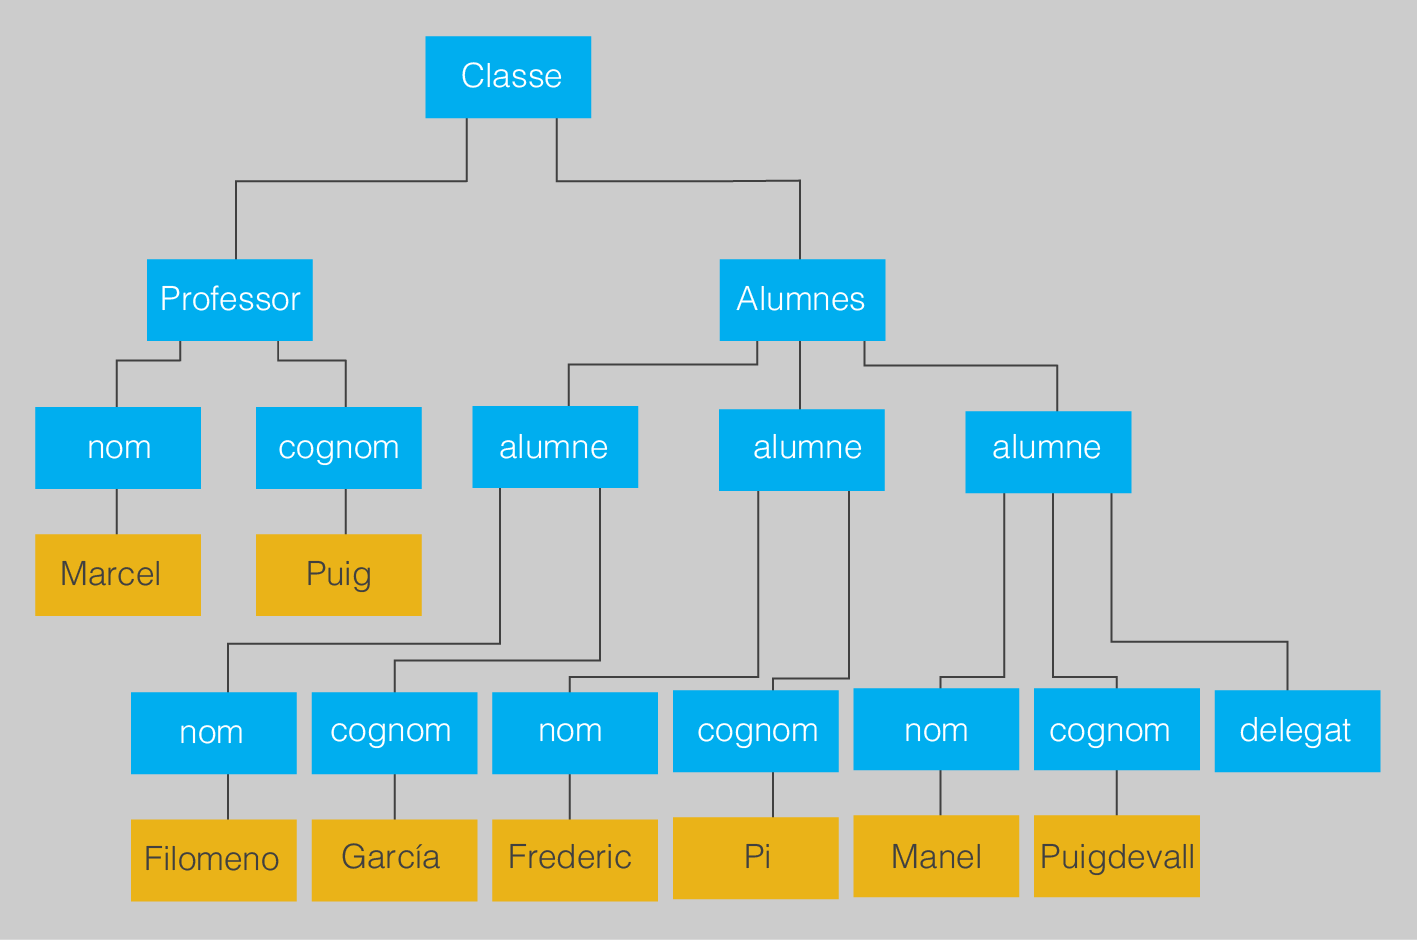 Classe
Professor
Alumnes
nom
cognom
alumne
alumne
alumne
Marcel
Puig
nom
cognom
nom
cognom
nom
cognom
delegat
Filomeno
García
Frederic
Pi
Manel
Puigdevall